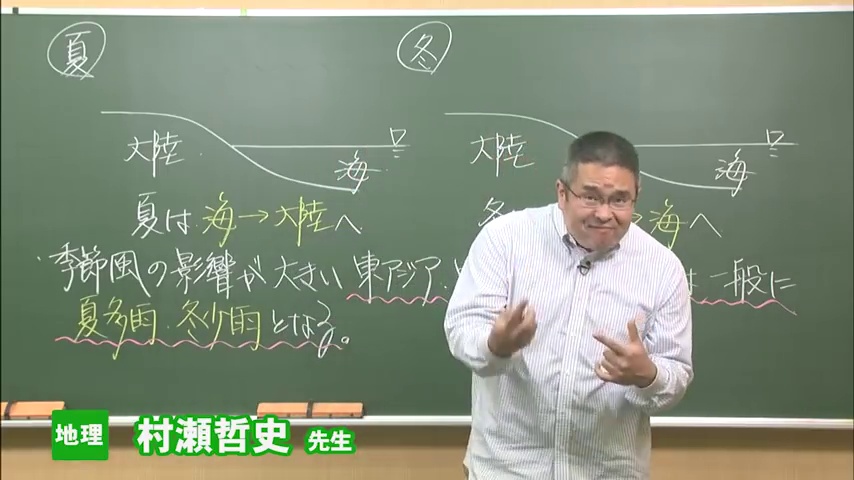 夏
冬
大陸
海
大陸
海
夏は海→大陸へ
海へ
季節風の影響が大きい東アジア
は一般に
夏多雨・冬少雨となる。
地理 村瀬哲史 先生